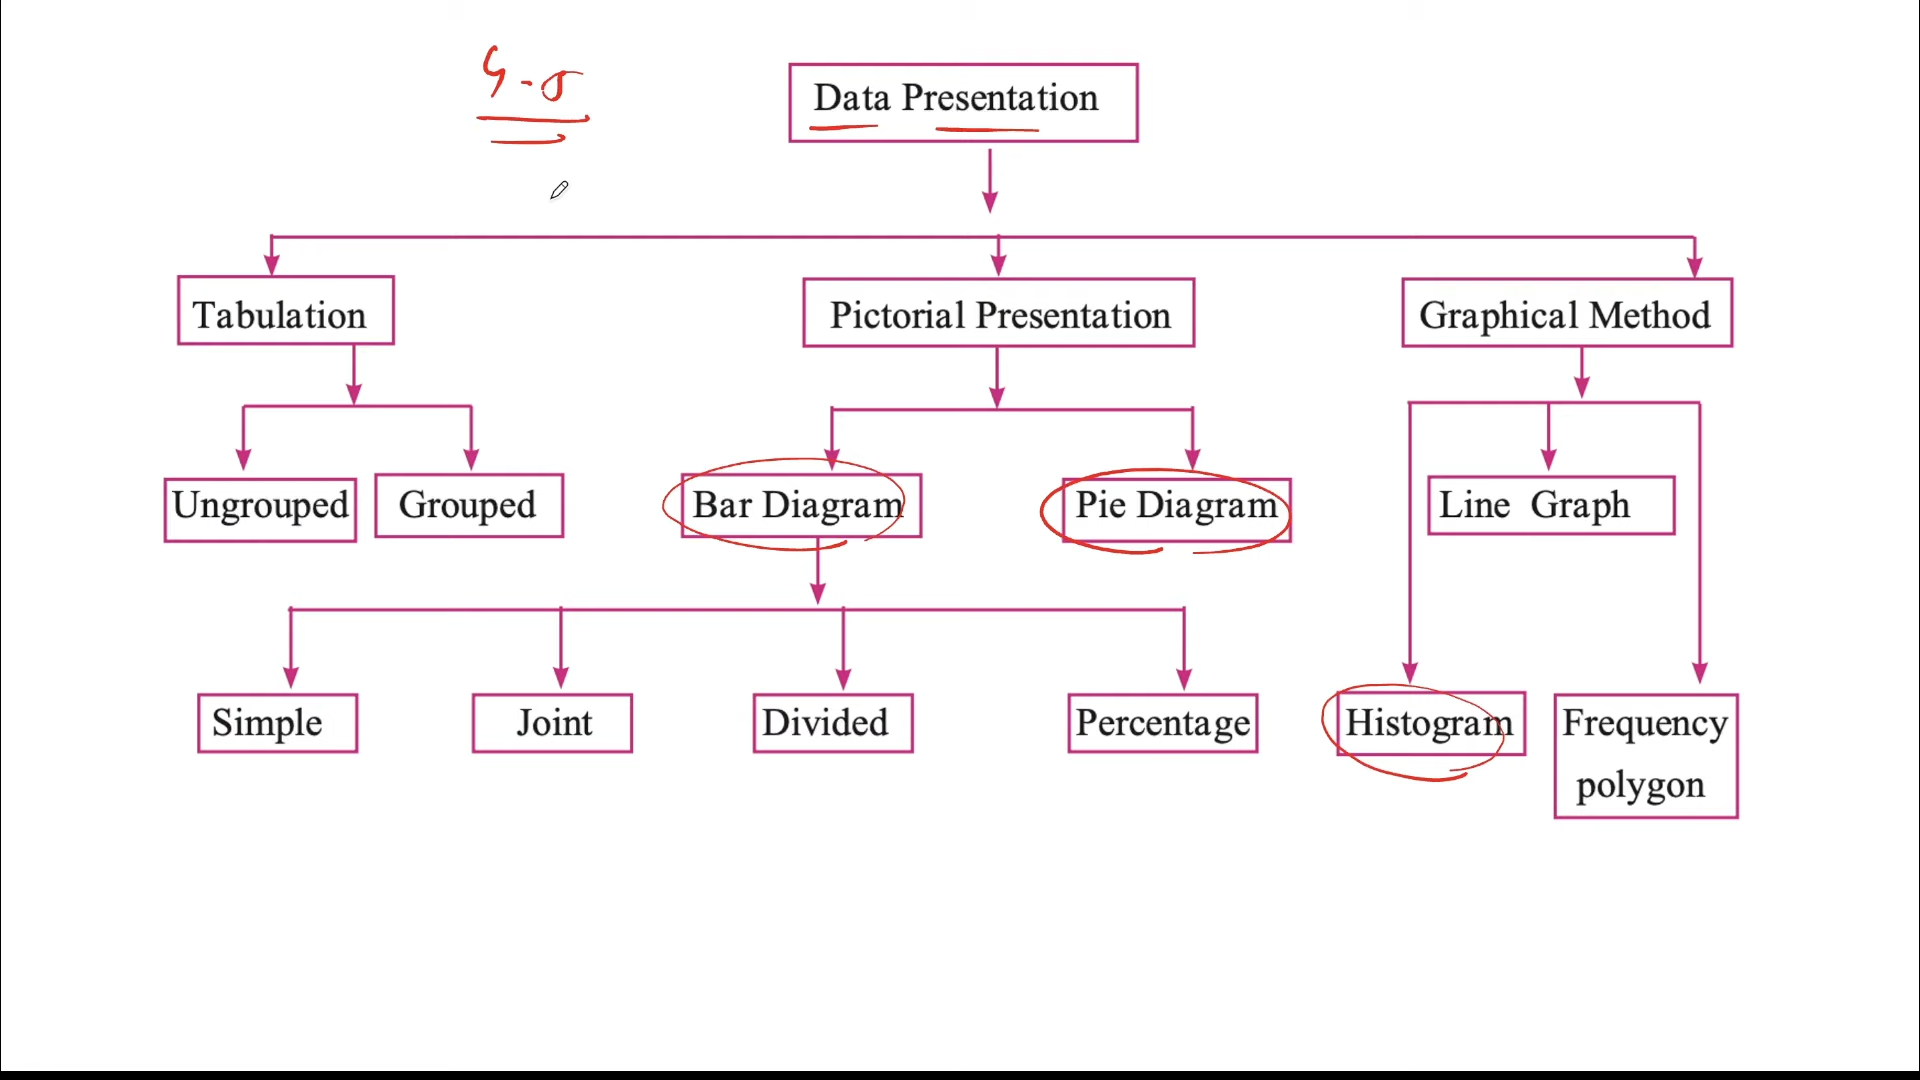 Data Presentation
Tabulation
Pictorial Presentation
Graphical Method
Ungrouped
Grouped
Bar Diagram
Pie Diagram
Line Graph
Simple
Joint
Divided
Percentage
Histogram
Frequency
polygon